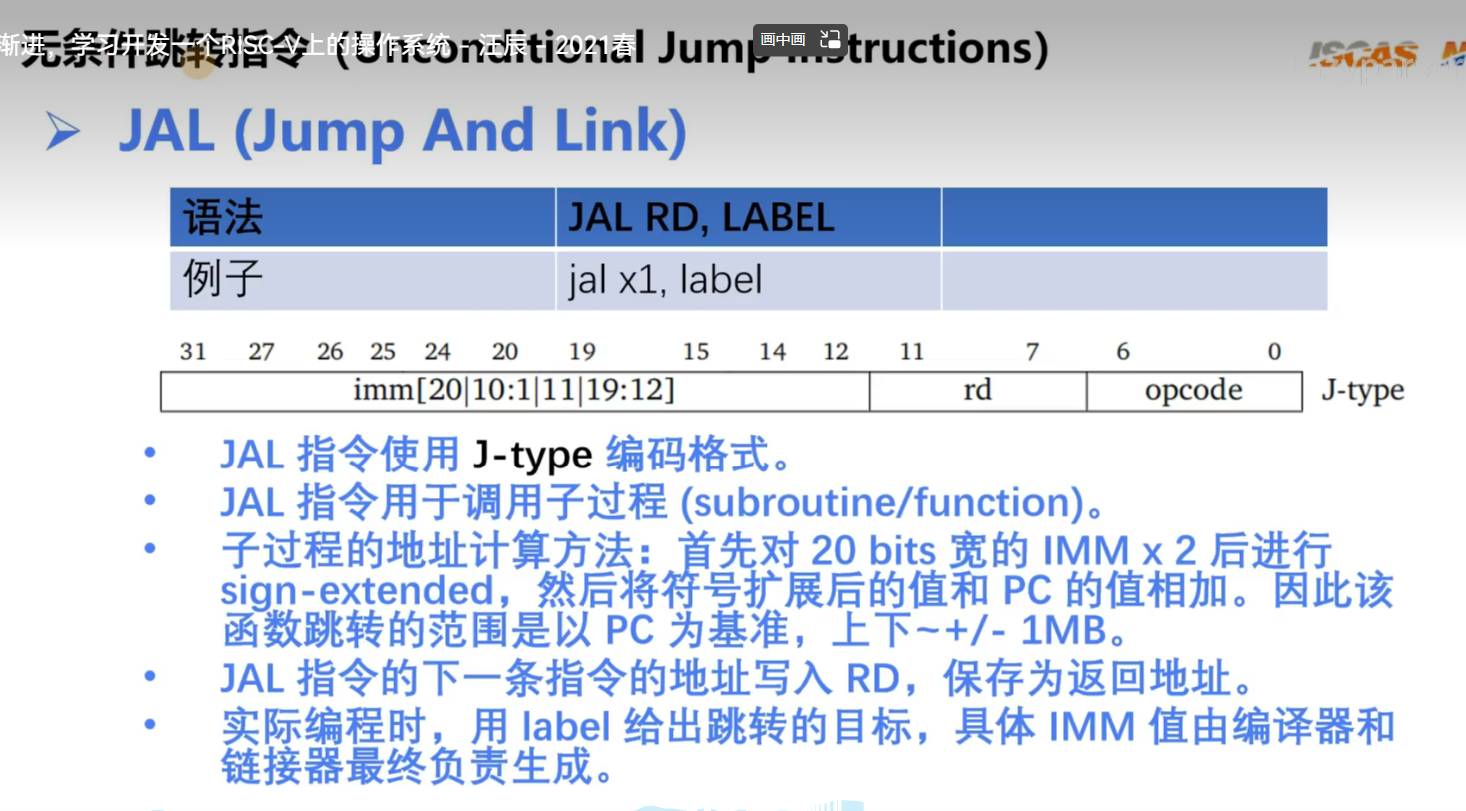 渐进，学习开发一个RISC-V上的操作系统 - 汪辰 - 2021春
画中画
无条件跳转指令（Unconditional Jump Instructions)
ISCAS
JAL (Jump And Link)
语法 JAL RD, LABEL
例子 jal x1, label
31 27 26 25 24 20 19 15 14 12 11 7 6 0
imm[20|10:1|11|19:12] rd opcode J-type
• JAL 指令使用 J-type 编码格式。
• JAL 指令用于调用子过程 (subroutine/function)。
• 子过程的地址计算方法：首先对 20 bits 宽的 IMM x 2 后进行
sign-extended，然后将符号扩展后的值和 PC 的值相加。因此该
函数跳转的范围是以 PC 为基准，上下~+/- 1MB。
• JAL 指令的下一条指令的地址写入 RD，保存为返回地址。
• 实际编程时，用 label 给出跳转的目标，具体 IMM 值由编译器和
链接器最终负责生成。